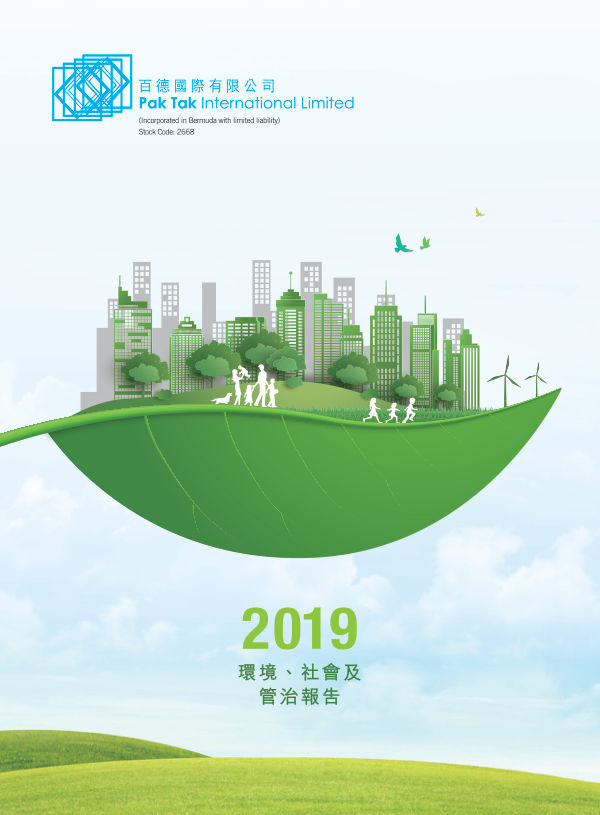 百德國際有限公司
Pak Tak International Limited
(Incorporated in Bermuda with limited liability)
Stock Code: 2668
2019
環境、社會及
管治報告